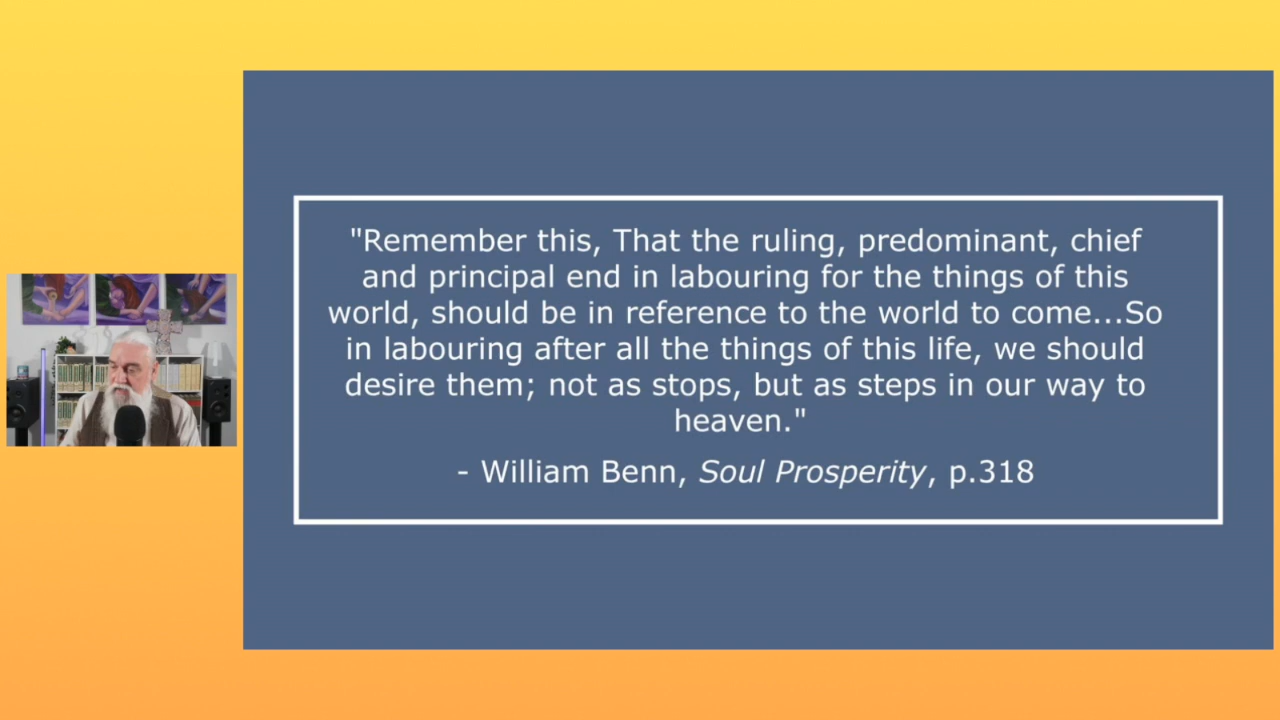 "Remember this, That the ruling, predominant, chief
and principal end in labouring for the things of this
world, should be in reference to the world to come...So
in labouring after all the things of this life, we should
desire them; not as stops, but as steps in our way to
heaven."
- William Benn, Soul Prosperity, p.318